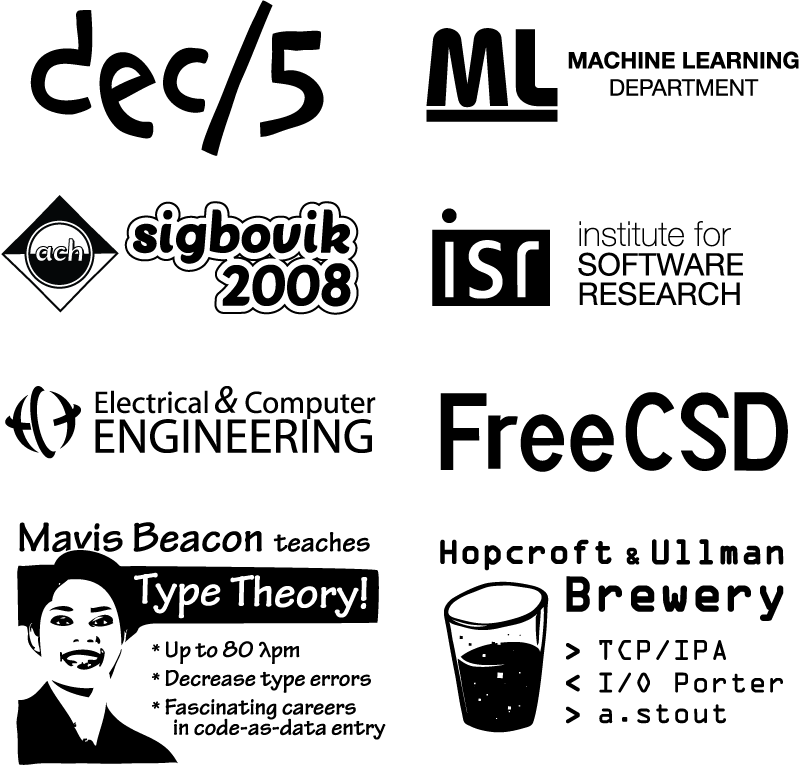 dec/5
ML
MACHINE LEARNING
DEPARTMENT
ach
sigbovik
2008
isr
institute for
SOFTWARE
RESEARCH
Electrical & Computer
ENGINEERING
FreeCSD
Mavis Beacon teaches
Type Theory!
* Up to 80 λpm
* Decrease type errors
* Fascinating careers
in code-as-data entry
Hopcroft & Ullman
Brewery
> TCP/IPA
< I/O Porter
> a.stout